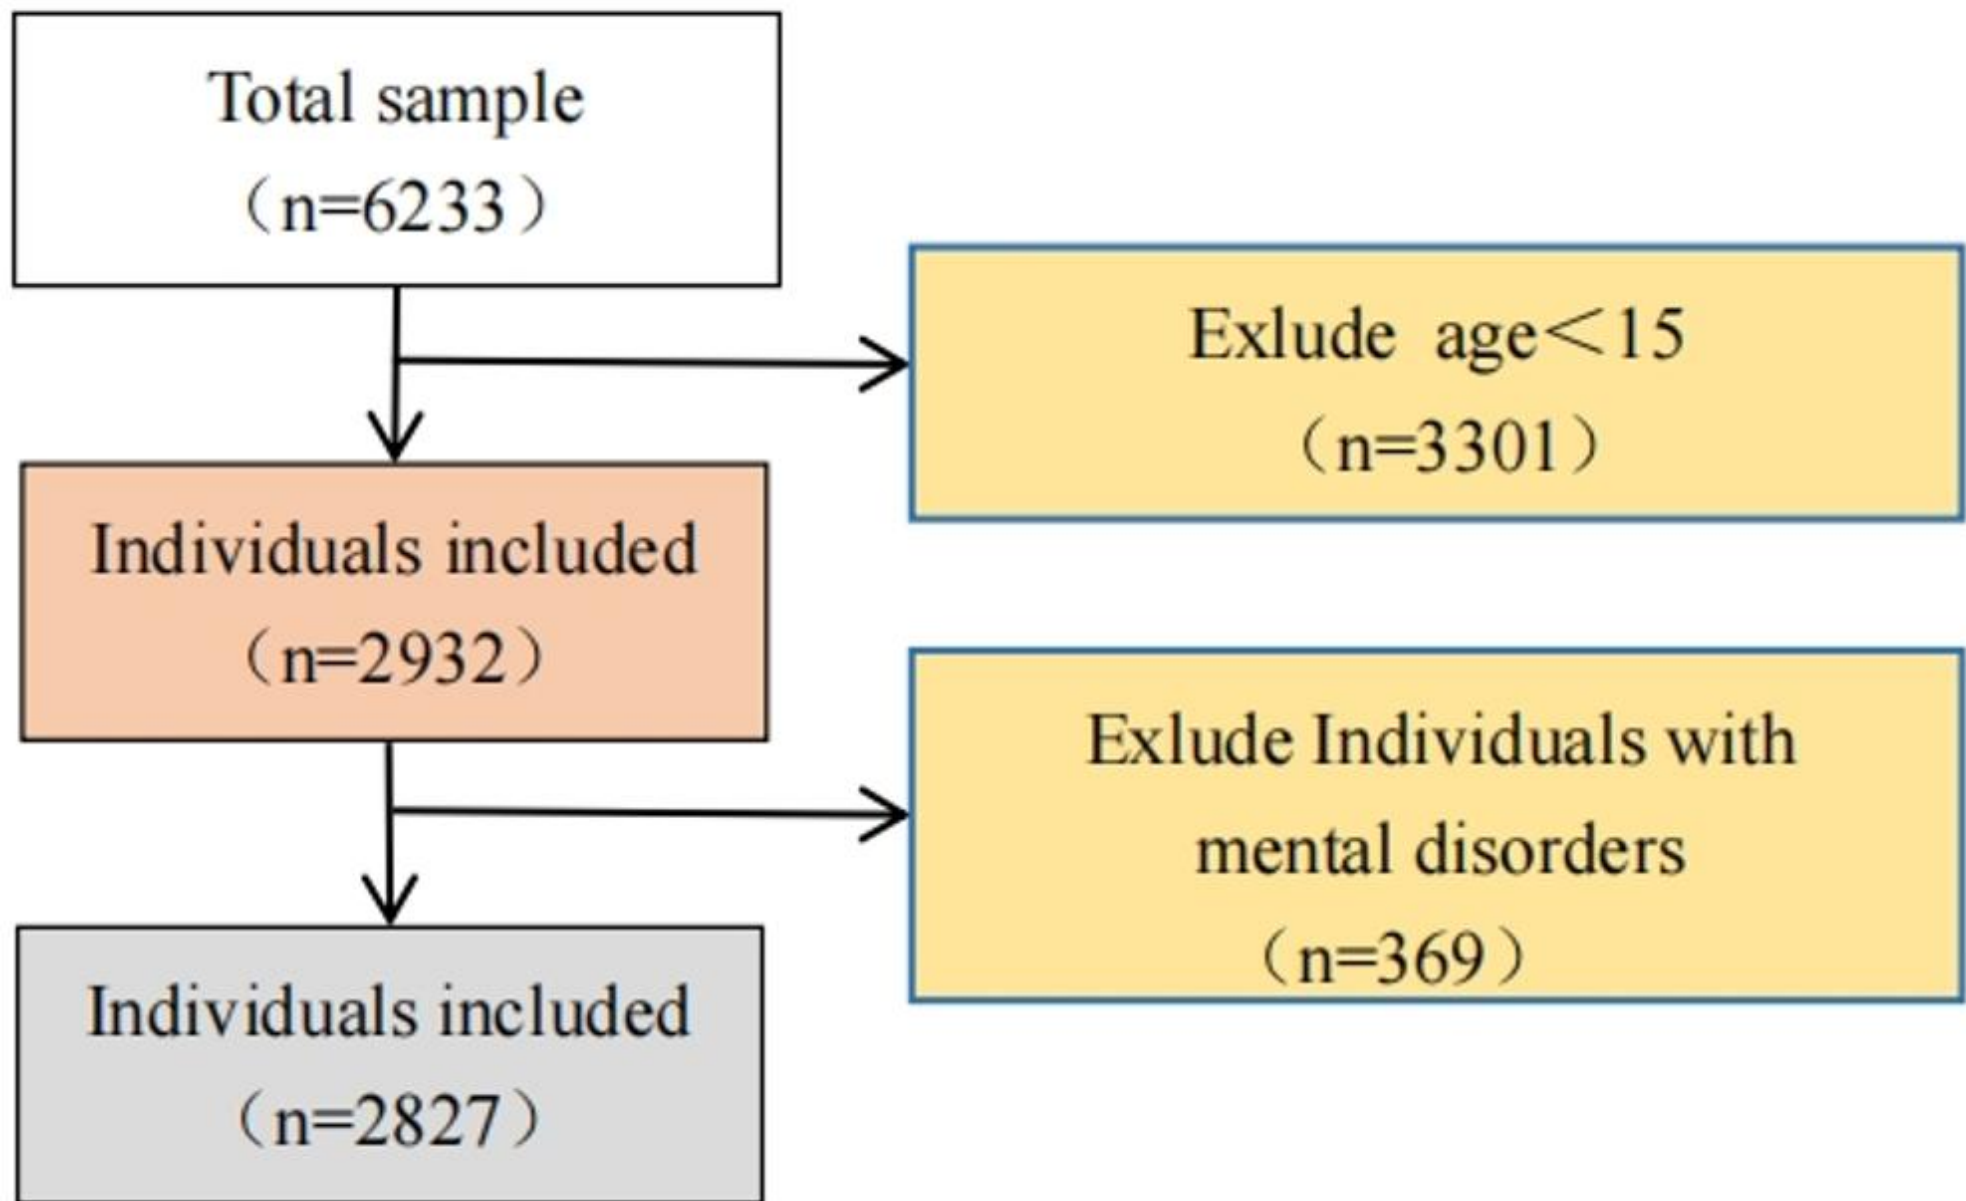 Total sample
（n=6233）
Exlude age＜15
（n=3301）
Individuals included
（n=2932）
Exlude Individuals with
mental disorders
（n=369）
Individuals included
（n=2827）